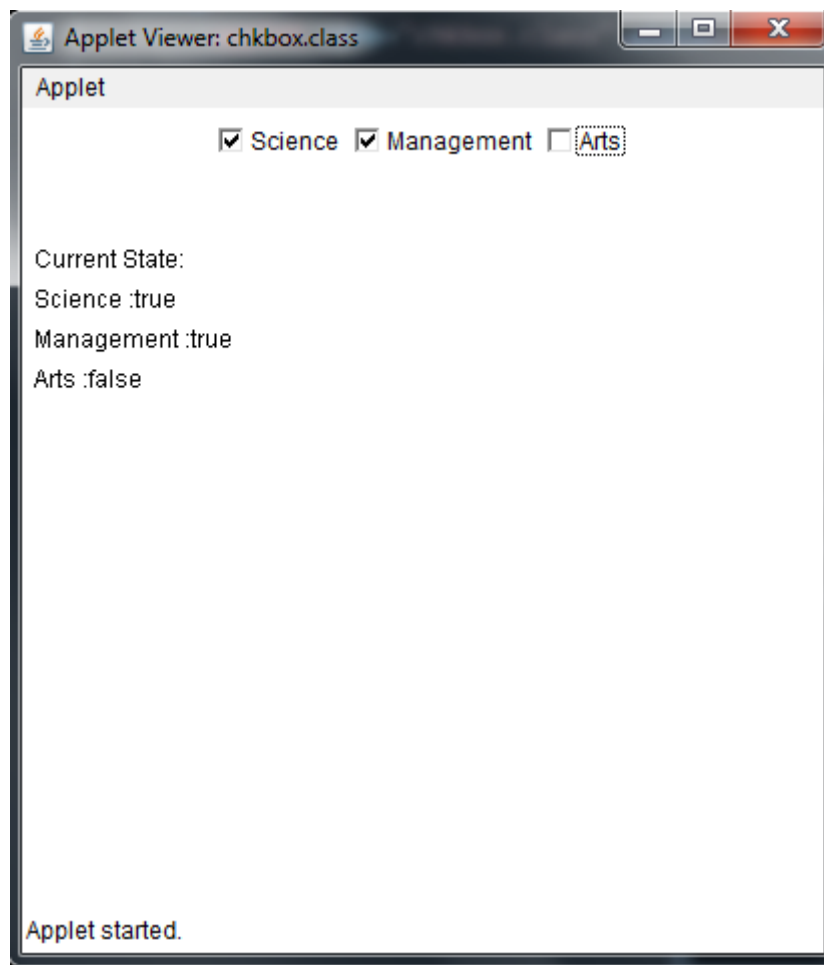 Applet Viewer: chkbox.class
Applet
Science Management Arts
Current State:
Science :true
Management :true
Arts :false
Applet started.